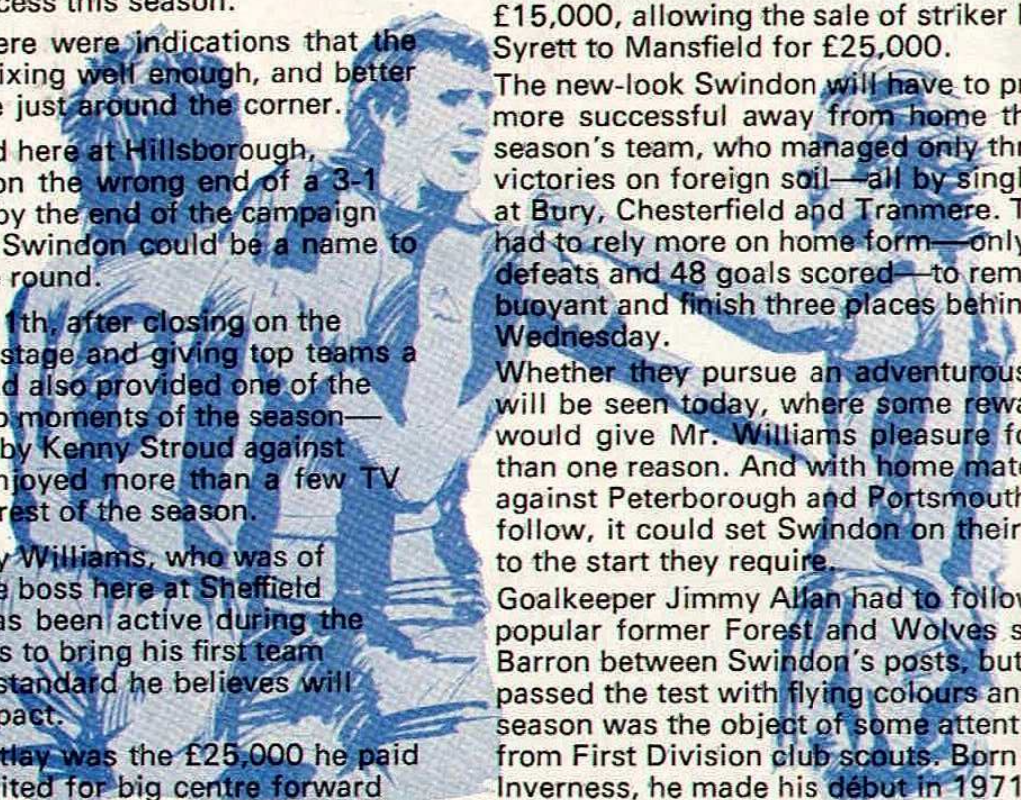 cess this season.
ere were indications that the
ixing well enough, and better
e just around the corner.
d here at Hillsborough,
on the wrong end of a 3-1
by the end of the campaign
Swindon could be a name to
e round.
1th, after closing on the
stage and giving top teams a
d also provided one of the
p moments of the season—
by Kenny Stroud against
njoyed more than a few TV
rest of the season.
y Williams, who was of
e boss here at Sheffield
as been active during the
s to bring his first team
standard he believes will
pact.
tlay was the £25,000 he paid
ited for big centre forward
£15,000, allowing the sale of striker
Syrett to Mansfield for £25,000.
The new-look Swindon will have to pr
more successful away from home th
season's team, who managed only thr
victories on foreign soil—all by singl
at Bury, Chesterfield and Tranmere. T
had to rely more on home form—only
defeats and 48 goals scored—to rem
buoyant and finish three places behin
Wednesday.
Whether they pursue an adventurous
will be seen today, where some rewa
would give Mr. Williams pleasure fo
than one reason. And with home mat
against Peterborough and Portsmouth
follow, it could set Swindon on their
to the start they require.
Goalkeeper Jimmy Allan had to follow
popular former Forest and Wolves s
Barron between Swindon's posts, but
passed the test with flying colours an
season was the object of some attent
from First Division club scouts. Born
Inverness, he made his début in 1971